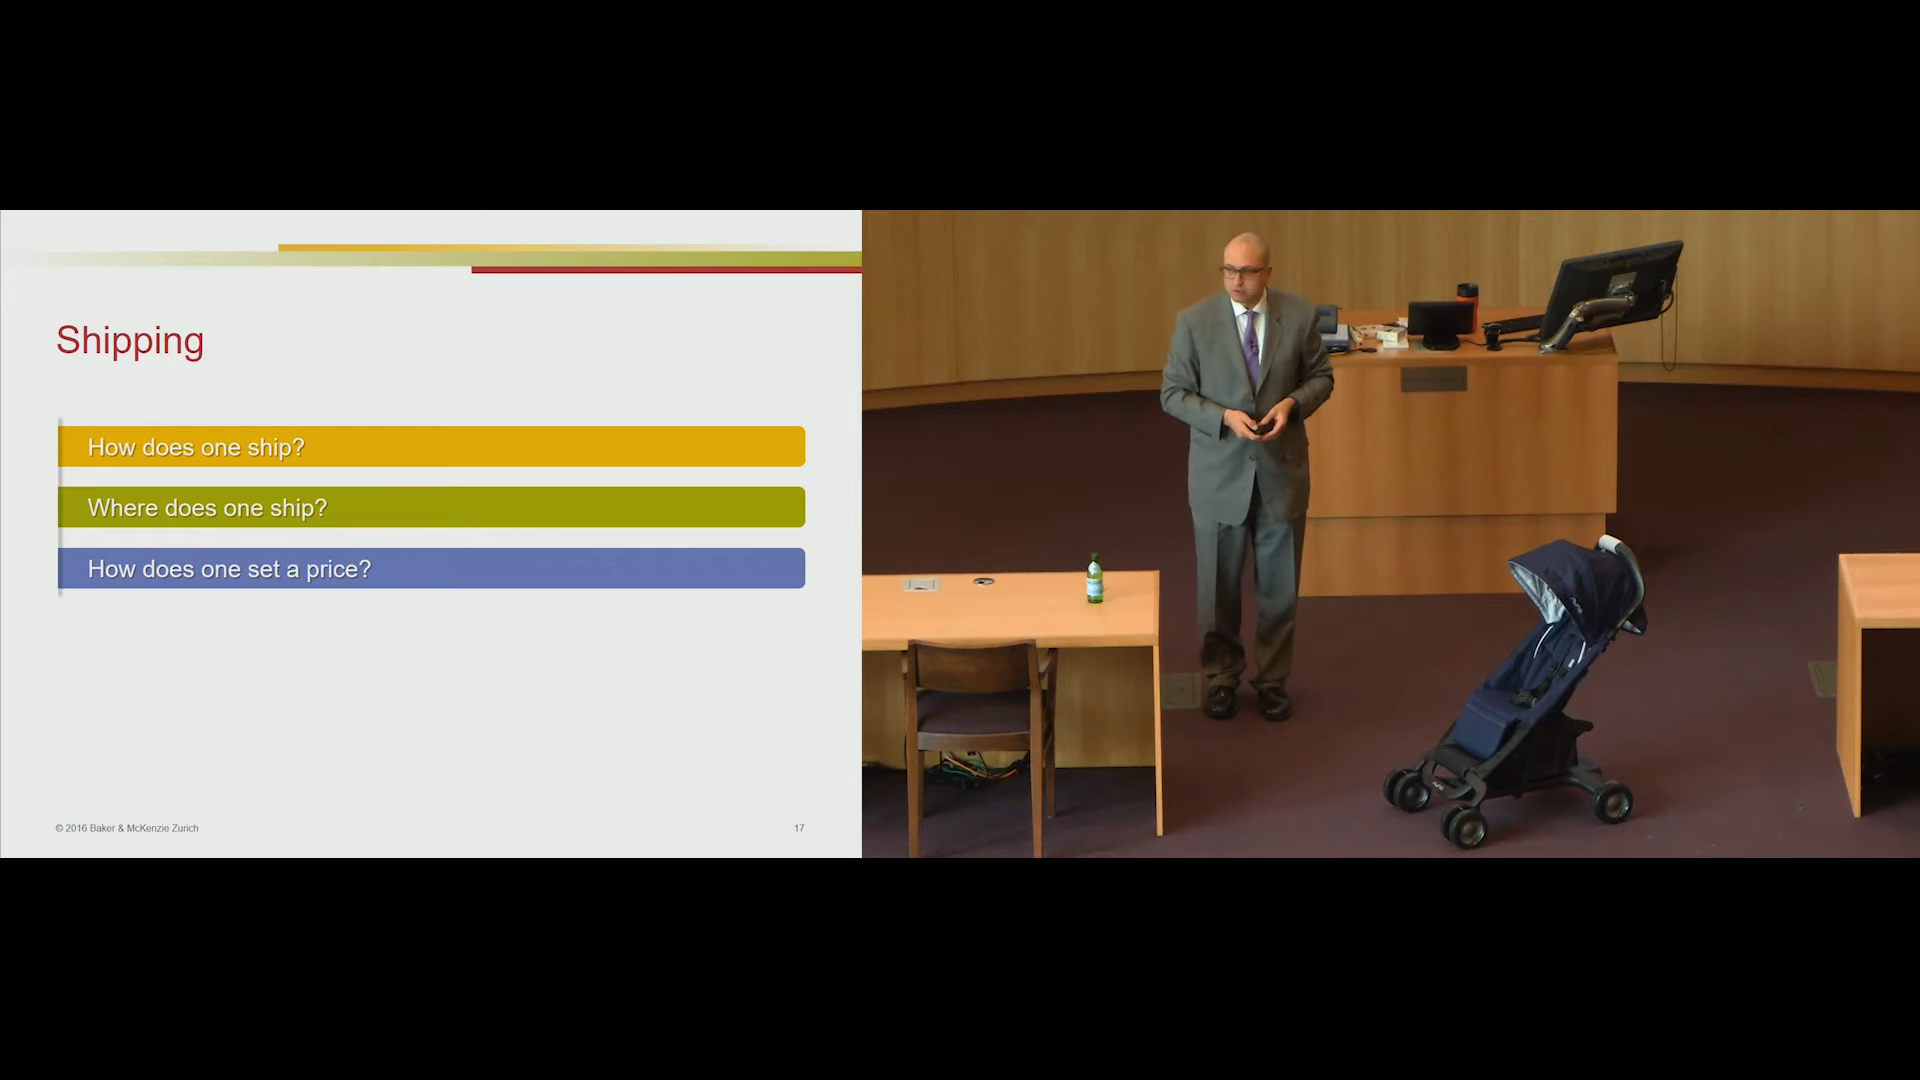 Shipping
How does one ship?
Where does one ship?
How does one set a price?
© 2016 Baker & McKenzie Zurich
17